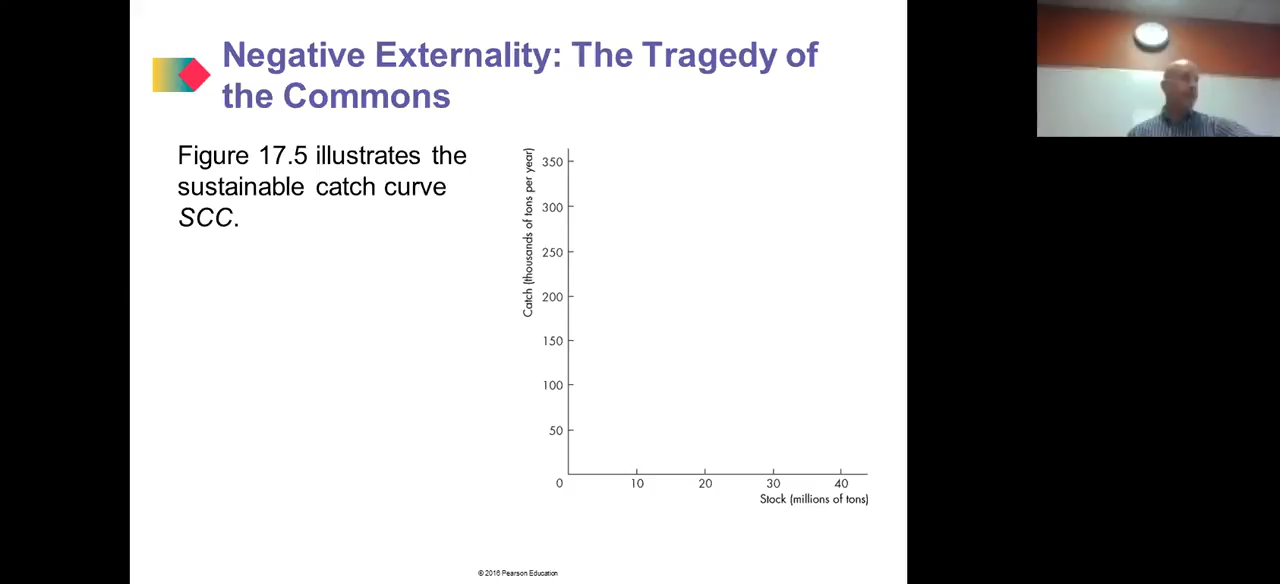 Negative Externality: The Tragedy of
the Commons
Figure 17.5 illustrates the
sustainable catch curve
SCC.
Catch (thousands of tons per year)
350
300
250
200
150
100
50
0 10 20 30 40
Stock (millions of tons)
© 2016 Pearson Education